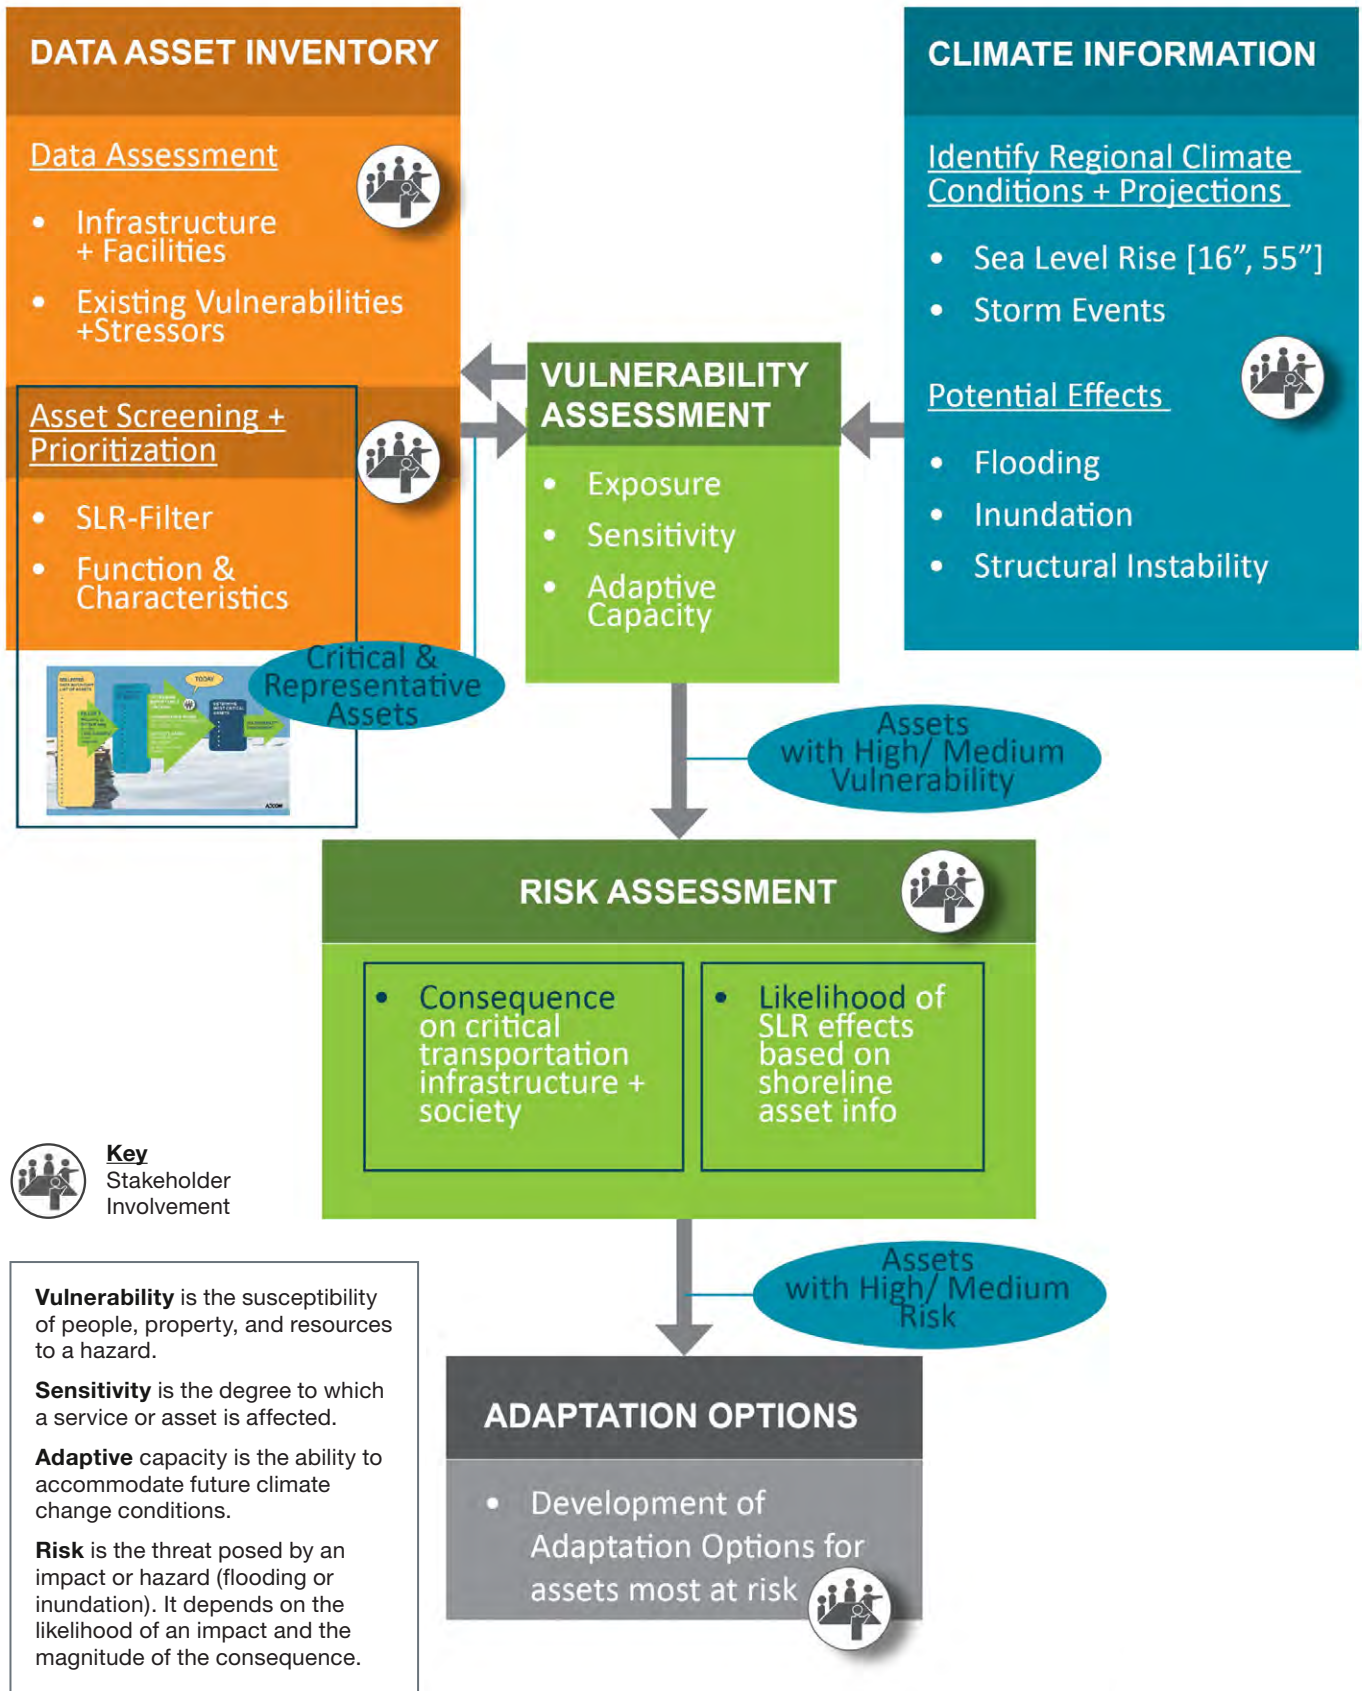 DATA ASSET INVENTORY
Data Assessment
• Infrastructure
+ Facilities
• Existing Vulnerabilities
+Stressors
Asset Screening +
Prioritization
• SLR-Filter
• Function &
Characteristics
Critical &
Representative
Assets
TODAY
CLIMATE INFORMATION
Identify Regional Climate
Conditions + Projections
• Sea Level Rise [16”, 55”]
• Storm Events
Potential Effects
• Flooding
• Inundation
• Structural Instability
VULNERABILITY
ASSESSMENT
• Exposure
• Sensitivity
• Adaptive
Capacity
Assets
with High/ Medium
Vulnerability
RISK ASSESSMENT
• Consequence
on critical
transportation
infrastructure +
society
• Likelihood of
SLR effects
based on
shoreline
asset info
Assets
with High/ Medium
Risk
ADAPTATION OPTIONS
• Development of
Adaptation Options for
assets most at risk
Key
Stakeholder
Involvement
Vulnerability is the susceptibility
of people, property, and resources
to a hazard.
Sensitivity is the degree to which
a service or asset is affected.
Adaptive capacity is the ability to
accommodate future climate
change conditions.
Risk is the threat posed by an
impact or hazard (flooding or
inundation). It depends on the
likelihood of an impact and the
magnitude of the consequence.